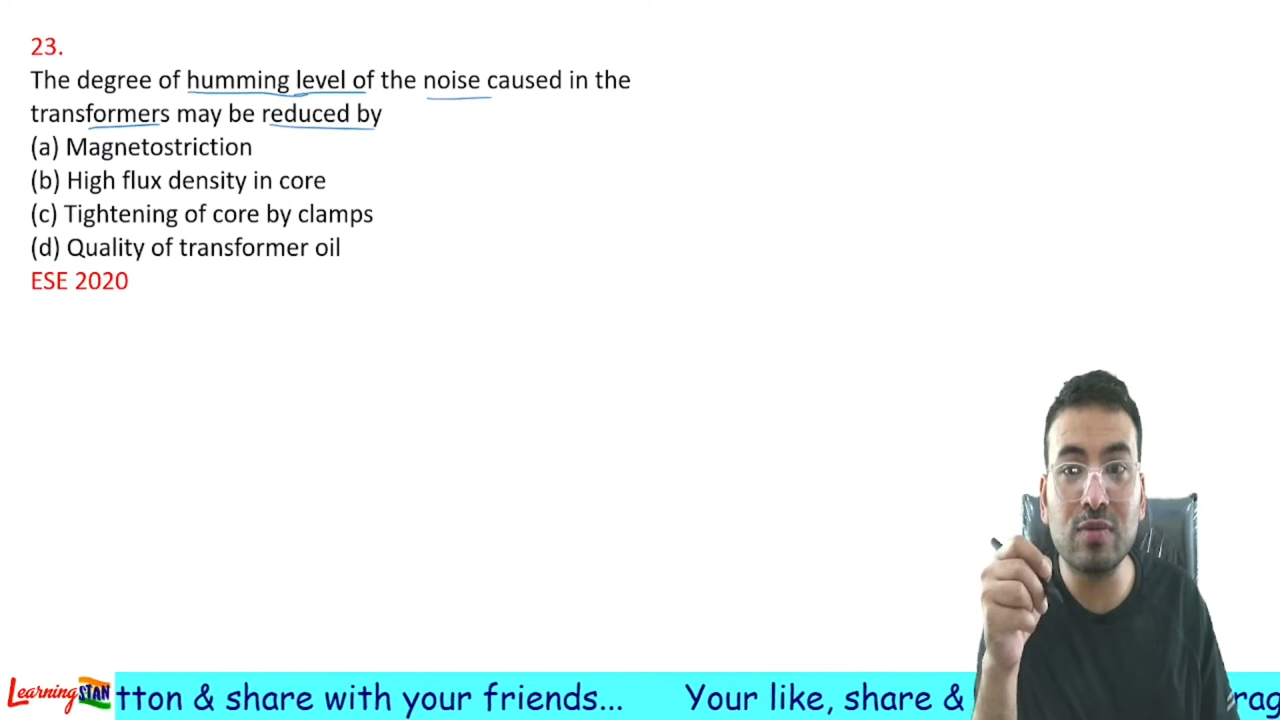 23.
The degree of humming level of the noise caused in the
transformers may be reduced by
(a) Magnetostriction
(b) High flux density in core
(c) Tightening of core by clamps
(d) Quality of transformer oil
ESE 2020
LearningSTAN
tton & share with your friends... Your like, share &